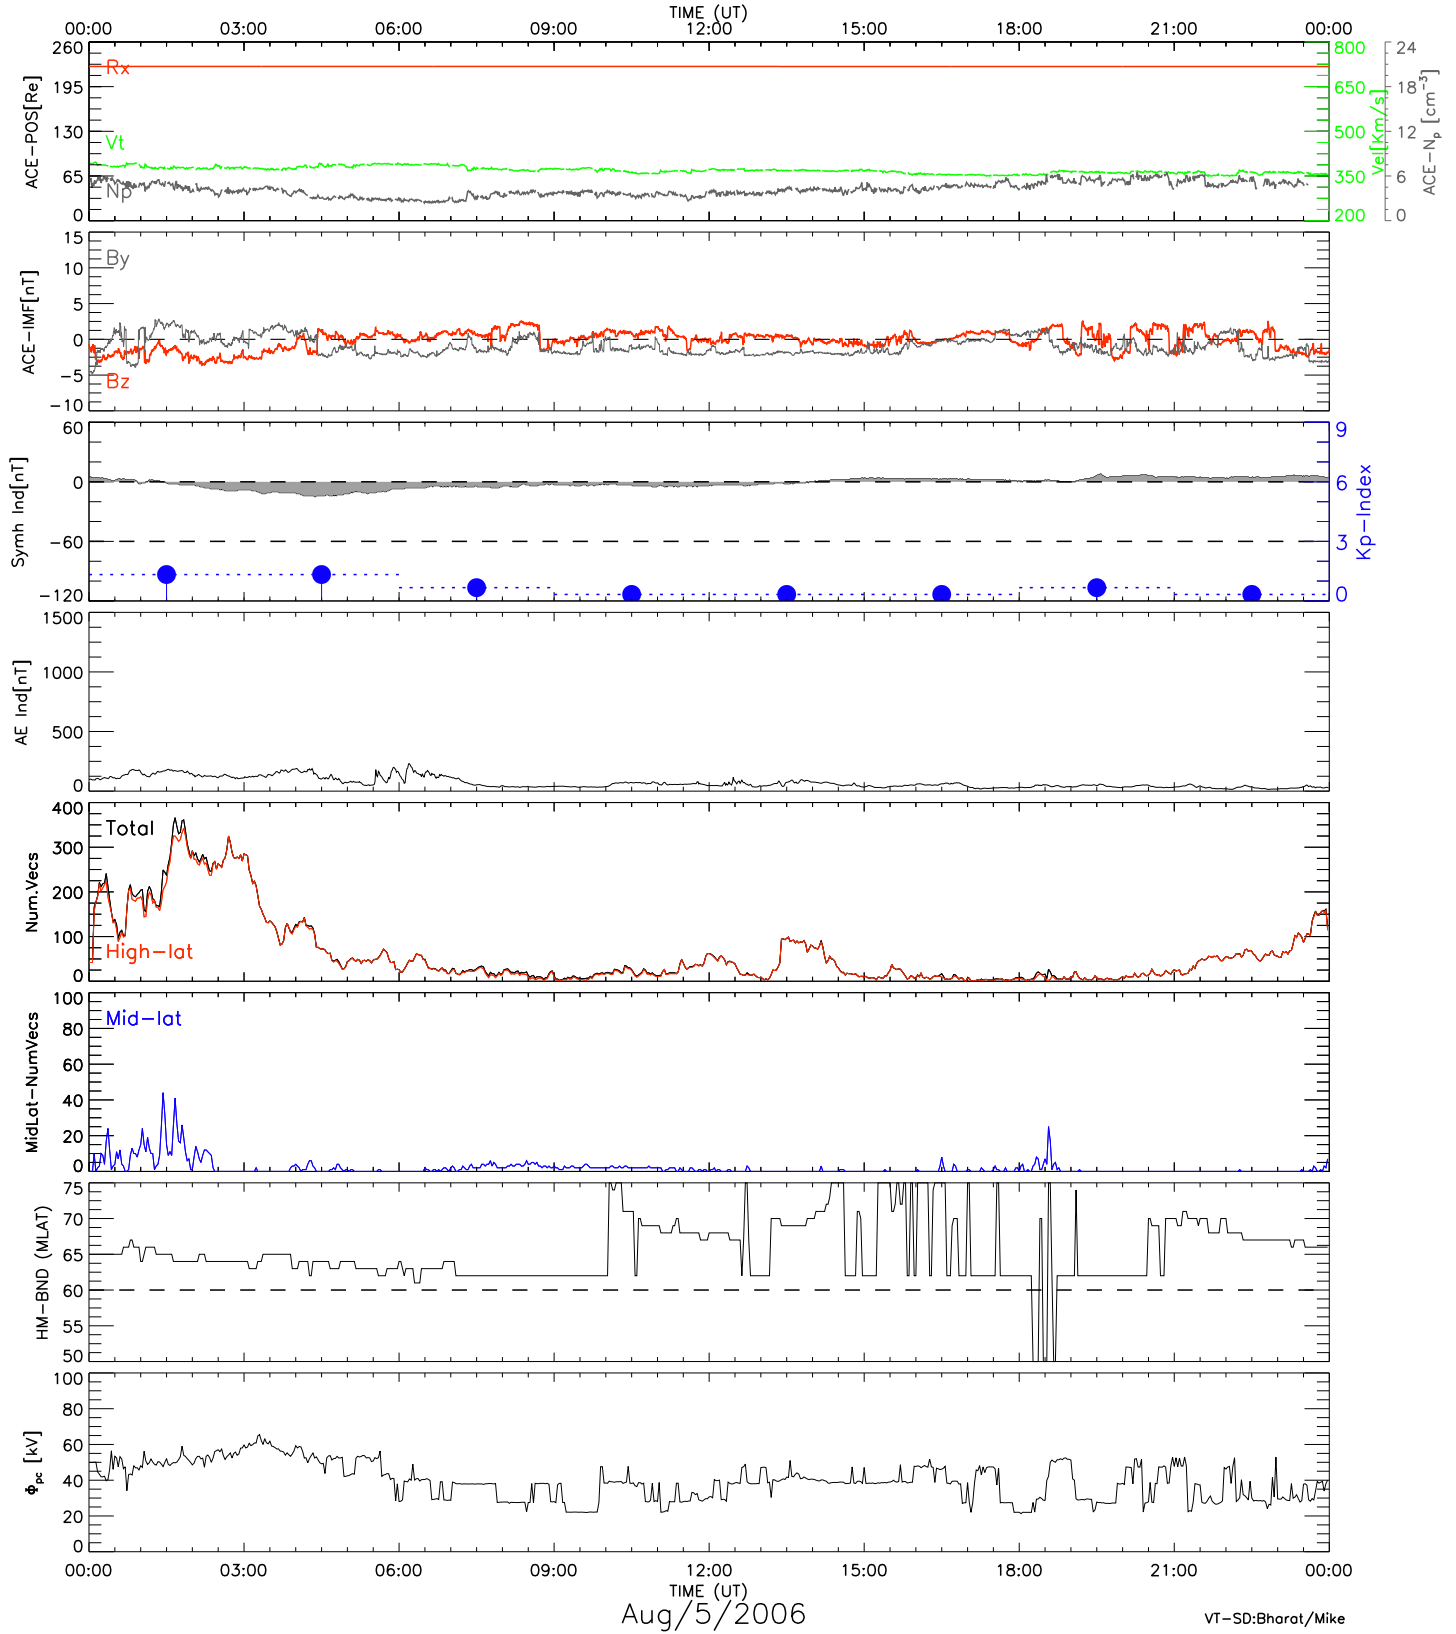 TIME (UT)
00:00 03:00 06:00 09:00 12:00 15:00 18:00 21:00 00:00
260 195 130 65 0
ACE-POS[Re]
Rx
Vt
Np
800 650 500 350 200
Vel[Km/s]
24 18 12 6 0
ACE-Np [cm-3]
15 10 5 0 -5 -10
ACE-IMF[nT]
By
Bz
60 0 -60 -120
Symh Ind[nT]
9 6 3 0
Kp-Index
1500 1000 500 0
AE Ind[nT]
400 300 200 100 0
Num.Vecs
Total
High-lat
100 80 60 40 20 0
MidLat-NumVecs
Mid-lat
75 70 65 60 55 50
HM-BND (MLAT)
100 80 60 40 20 0
Φpc [kV]
00:00 03:00 06:00 09:00 12:00 15:00 18:00 21:00 00:00
TIME (UT)
Aug/5/2006
VT-SD:Bharat/Mike